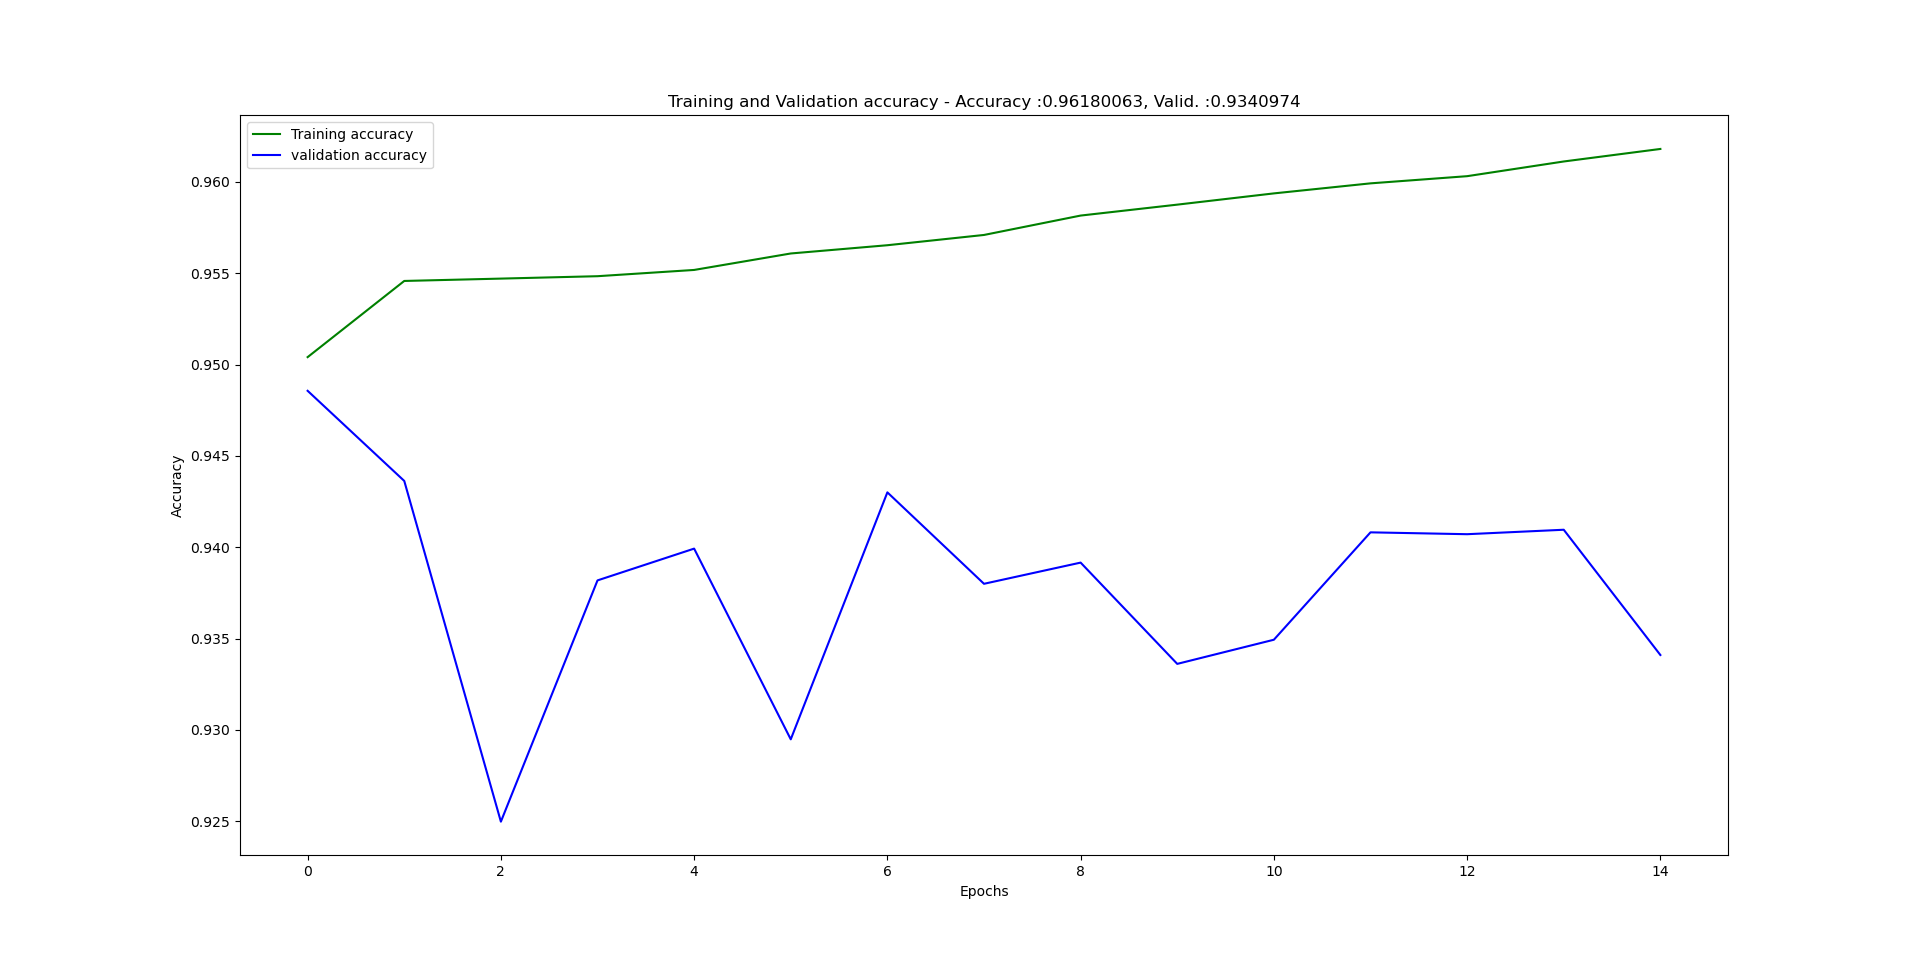 Training and Validation accuracy - Accuracy :0.96180063, Valid. :0.9340974
Training accuracy
validation accuracy
0.960
0.955
0.950
0.945
0.940
0.935
0.930
0.925
Accuracy
0 2 4 6 8 10 12 14
Epochs